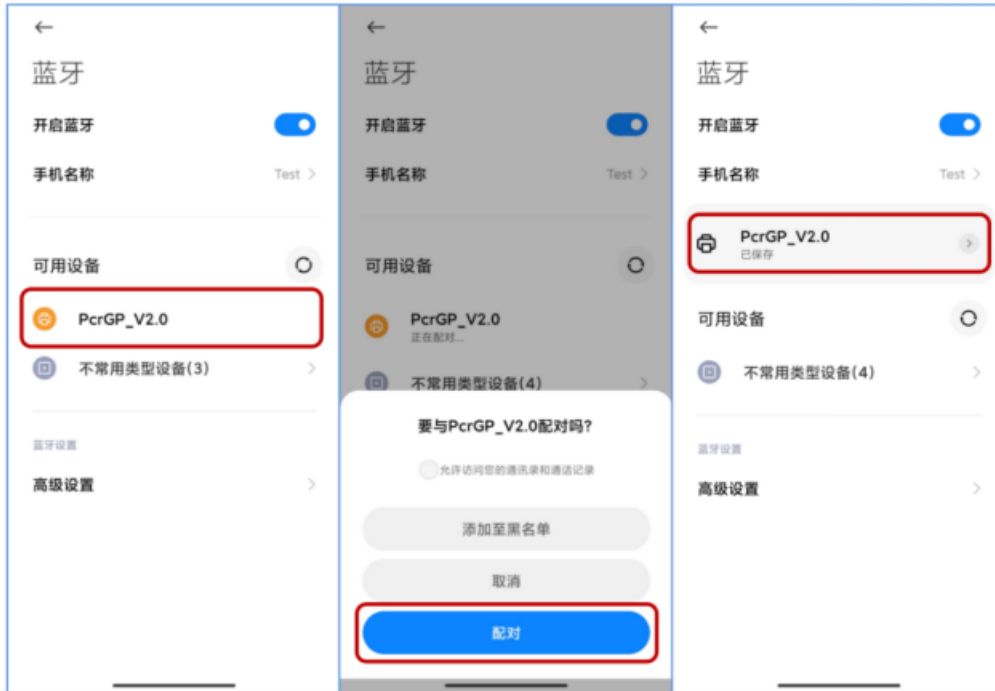 蓝牙
开启蓝牙
手机名称 Test
可用设备
PcrGP_V2.0
不常用类型设备(3)
蓝牙设置
高级设置
蓝牙
开启蓝牙
手机名称 Test
可用设备
PcrGP_V2.0
正在配对...
不常用类型设备(4)
要与PcrGP_V2.0配对吗?
允许访问您的通讯录和通话记录
添加至黑名单
取消
配对
蓝牙
开启蓝牙
手机名称 Test
PcrGP_V2.0
已保存
可用设备
不常用类型设备(4)
蓝牙设置
高级设置